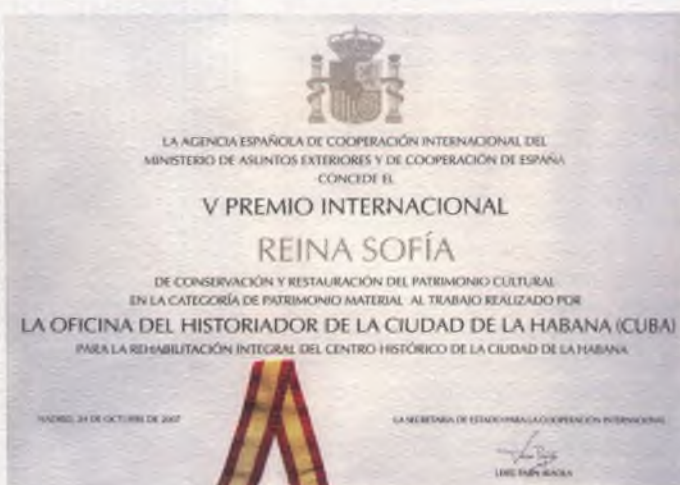 LA AGENCIA ESPAÑOLA DE COOPERACIÓN INTERNACIONAL DEL
MINISTERIO DE ASUNTOS EXTERIORES Y DE COOPERACIÓN DE ESPAÑA
CONCEDE EL
V PREMIO INTERNACIONAL
REINA SOFÍA
DE CONSERVACIÓN Y RESTAURACIÓN DEL PATRIMONIO CULTURAL
EN LA CATEGORÍA DE PATRIMONIO MATERIAL AL TRABAJO REALIZADO POR
LA OFICINA DEL HISTORIADOR DE LA CIUDAD DE LA HABANA (CUBA)
PARA LA REHABILITACIÓN INTEGRAL DEL CENTRO HISTÓRICO DE LA CIUDAD DE LA HABANA
MADRID, 24 DE OCTUBRE DE 2007
LA SECRETARIA DE ESTADO PARA LA COOPERACIÓN INTERNACIONAL